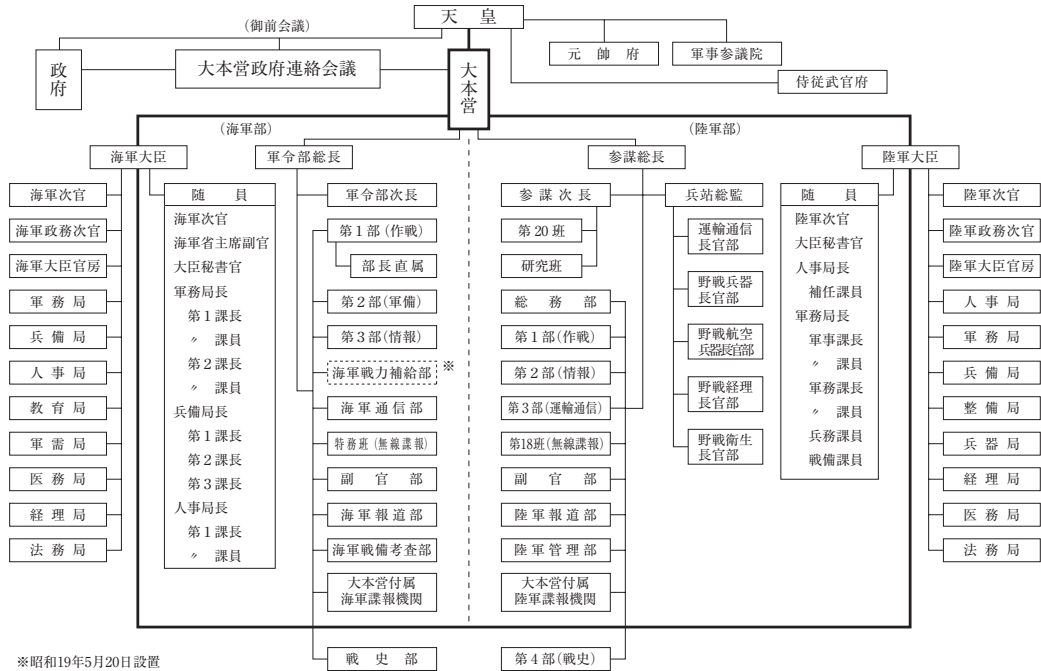 天皇
(御前会議)
元帥府
軍事参議院
政府
大本営政府連絡会議
大本営
侍従武官府
(海軍部)
(陸軍部)
海軍大臣
軍令部総長
参謀総長
陸軍大臣
海軍次官
海軍政務次官
海軍大臣官房
軍務局
兵備局
人事局
教育局
軍需局
医務局
経理局
法務局
随員
海軍次官
海軍省主席副官
大臣秘書官
軍務局長
第1課長
〃 課員
第2課長
〃 課員
兵備局長
第1課長
第2課長
第3課長
人事局長
第1課長
〃 課員
軍令部次長
第1部(作戦)
部長直属
第2部(軍備)
第3部(情報)
海軍戦力補給部 ※
海軍通信部
特務班(無線諜報)
副官部
海軍報道部
海軍戦備考査部
大本営付属
海軍諜報機関
戦史部
参謀次長
第20班
研究班
総務部
第1部(作戦)
第2部(情報)
第3部(運輸通信)
第18班(無線諜報)
副官部
陸軍報道部
陸軍管理部
大本営付属
陸軍諜報機関
第4部(戦史)
兵站総監
運輸通信
長官部
野戦兵器
長官部
野戦航空
兵器長官部
野戦経理
長官部
野戦衛生
長官部
随員
陸軍次官
大臣秘書官
人事局長
補任課員
軍務局長
軍事課長
〃 課員
軍務課長
〃 課員
兵務課員
戦備課員
陸軍次官
陸軍政務次官
陸軍大臣官房
人事局
軍務局
兵備局
整備局
兵器局
経理局
医務局
法務局
※昭和19年5月20日設置